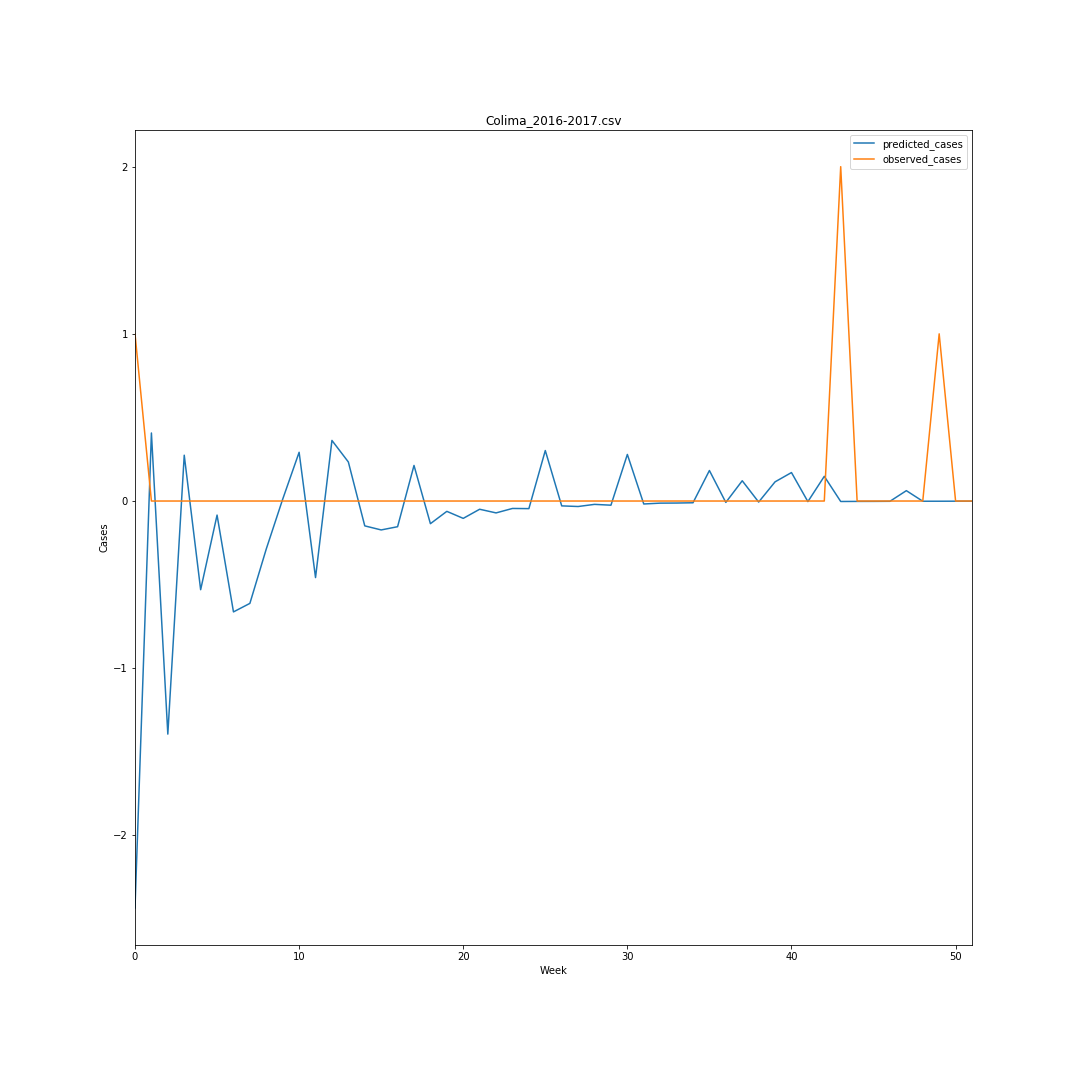 Colima_2016-2017.csv
predicted_cases
observed_cases
2
1
0
−1
−2
Cases
0 10 20 30 40 50
Week